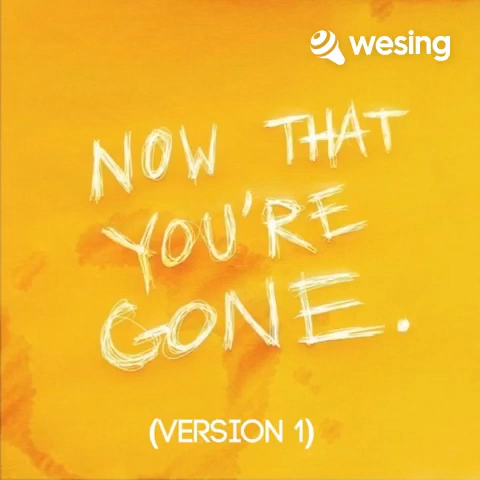 wesing
NOW THAT
YOU'RE
GONE.
(VERSION 1)